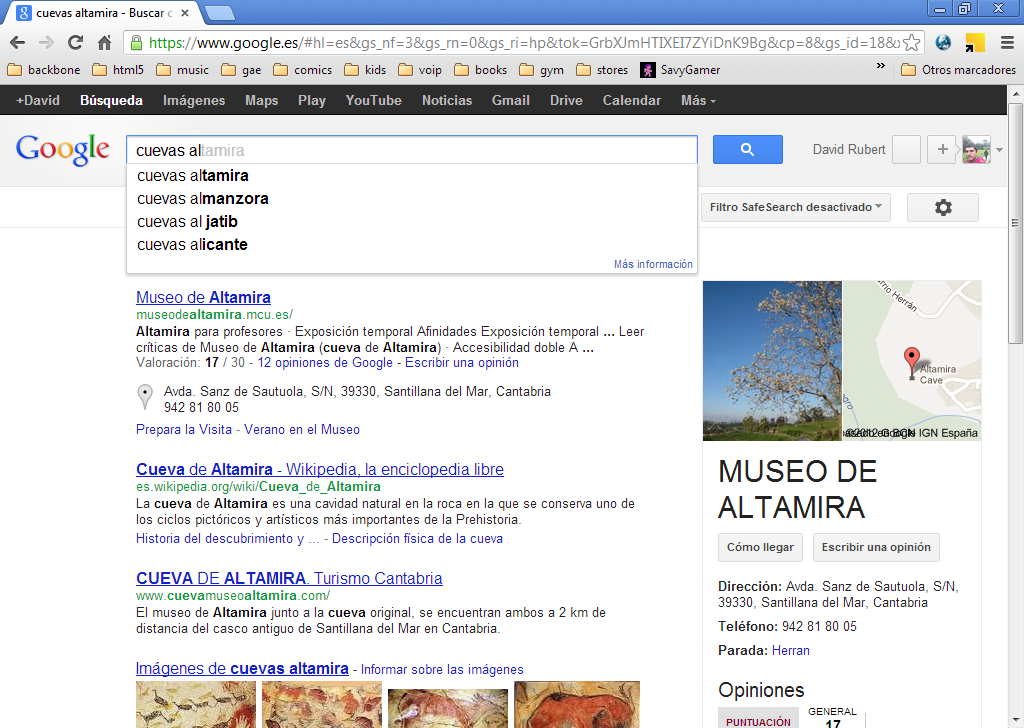 cuevas altamira - Buscar c
https://www.google.es/#hl=es&gs_nf=3&gs_rn=0&gs_ri=hp&tok=GrbXJmHTIXEI7ZYiDnK9Bg&cp=8&gs_id=18&
backbone html5 music gae comics kids voip books gym stores SavyGamer » Otros marcadores
+David Búsqueda Imágenes Maps Play YouTube Noticias Gmail Drive Calendar Más
Google cuevas altamira David Rubert +
cuevas altamira
cuevas almanzora
cuevas al jatib
cuevas alicante
Más información
Filtro SafeSearch desactivado
Museo de Altamira
museodealtamira.mcu.es/
Altamira para profesores · Exposición temporal Afinidades Exposición temporal ... Leer
críticas de Museo de Altamira (cueva de Altamira) · Accesibilidad doble A ...
Valoración: 17 / 30 - 12 opiniones de Google - Escribir una opinión
Avda. Sanz de Sautuola, S/N, 39330, Santillana del Mar, Cantabria
942 81 80 05
Prepara la Visita - Verano en el Museo
Cueva de Altamira - Wikipedia, la enciclopedia libre
es.wikipedia.org/wiki/Cueva_de_Altamira
La cueva de Altamira es una cavidad natural en la roca en la que se conserva uno de
los ciclos pictóricos y artísticos más importantes de la Prehistoria.
Historia del descubrimiento y ... - Descripción física de la cueva
CUEVA DE ALTAMIRA. Turismo Cantabria
www.cuevamuseoaltamira.com/
El museo de Altamira junto a la cueva original, se encuentran ambos a 2 km de
distancia del casco antiguo de Santillana del Mar en Cantabria.
Imágenes de cuevas altamira - Informar sobre las imágenes
rrio Herrán
Altamira
Cave
IGN España
MUSEO DE
ALTAMIRA
Cómo llegar Escribir una opinión
Dirección: Avda. Sanz de Sautuola, S/N,
39330, Santillana del Mar, Cantabria
Teléfono: 942 81 80 05
Parada: Herran
Opiniones
PUNTUACIÓN GENERAL
17